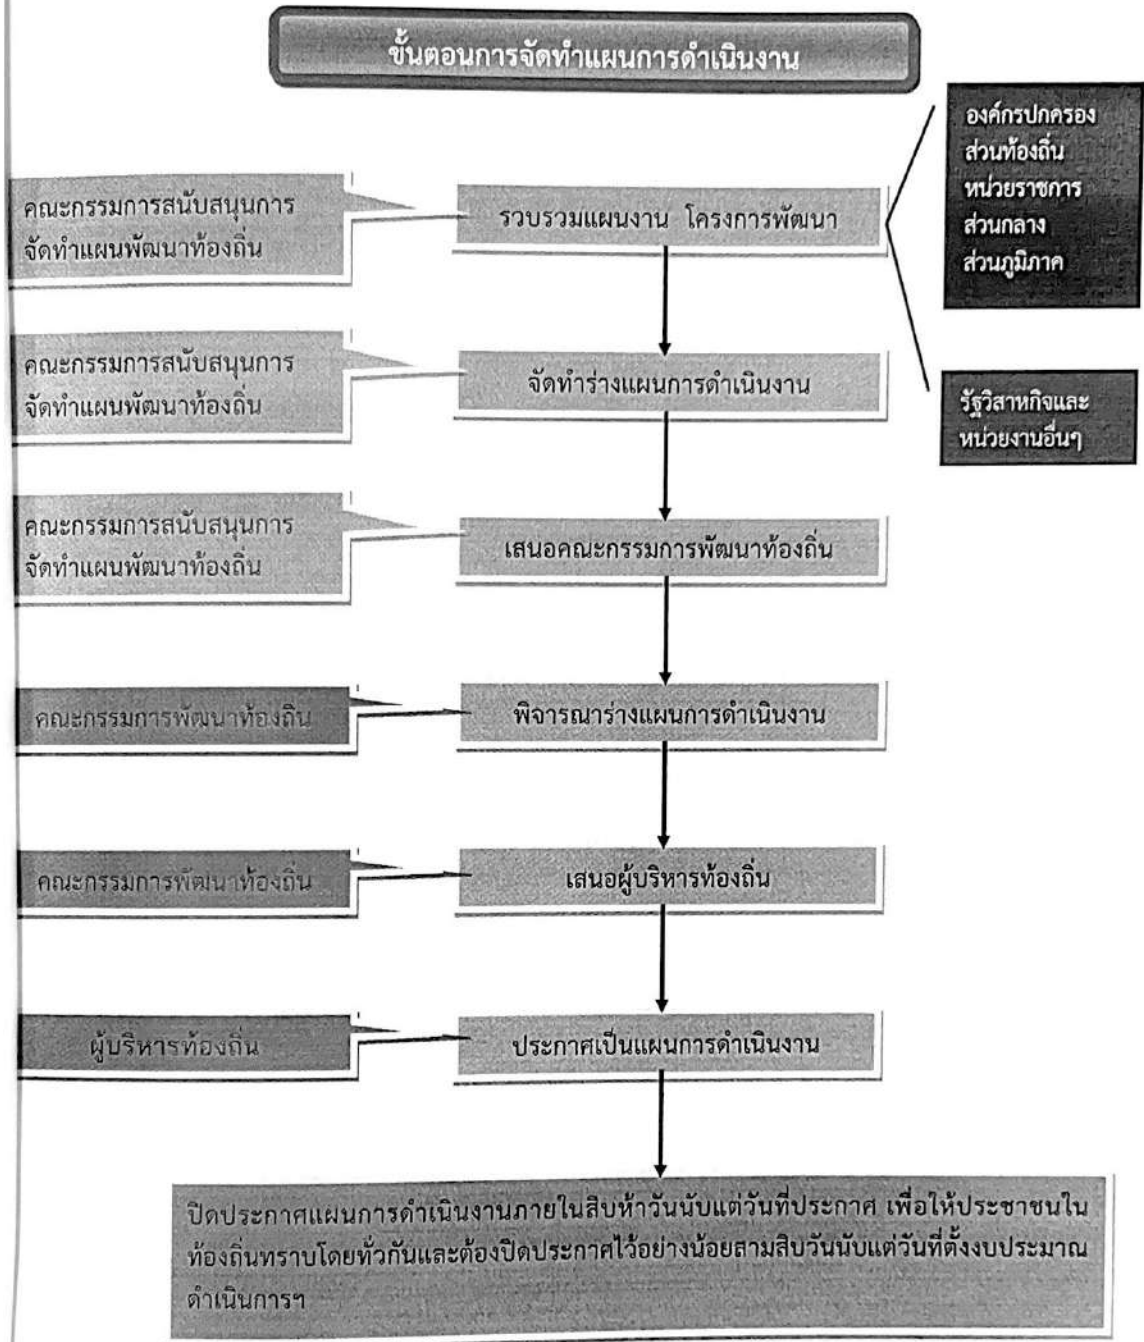 ขั้นตอนการจัดทำแผนการดำเนินงาน
องค์กรปกครอง
ส่วนท้องถิ่น
หน่วยราชการ
ส่วนกลาง
ส่วนภูมิภาค
คณะกรรมการสนับสนุนการ
จัดทำแผนพัฒนาท้องถิ่น
รวบรวมแผนงาน โครงการพัฒนา
คณะกรรมการสนับสนุนการ
จัดทำแผนพัฒนาท้องถิ่น
จัดทำร่างแผนการดำเนินงาน
รัฐวิสาหกิจและ
หน่วยงานอื่นๆ
คณะกรรมการสนับสนุนการ
จัดทำแผนพัฒนาท้องถิ่น
เสนอคณะกรรมการพัฒนาท้องถิ่น
คณะกรรมการพัฒนาท้องถิ่น
พิจารณาร่างแผนการดำเนินงาน
คณะกรรมการพัฒนาท้องถิ่น
เสนอผู้บริหารท้องถิ่น
ผู้บริหารท้องถิ่น
ประกาศเป็นแผนการดำเนินงาน
ปิดประกาศแผนการดำเนินงานภายในสิบห้าวันนับแต่วันที่ประกาศ เพื่อให้ประชาชนใน
ท้องถิ่นทราบโดยทั่วกันและต้องปิดประกาศไว้อย่างน้อยสามสิบวันนับแต่วันที่ตั้งงบประมาณ
ดำเนินการฯ